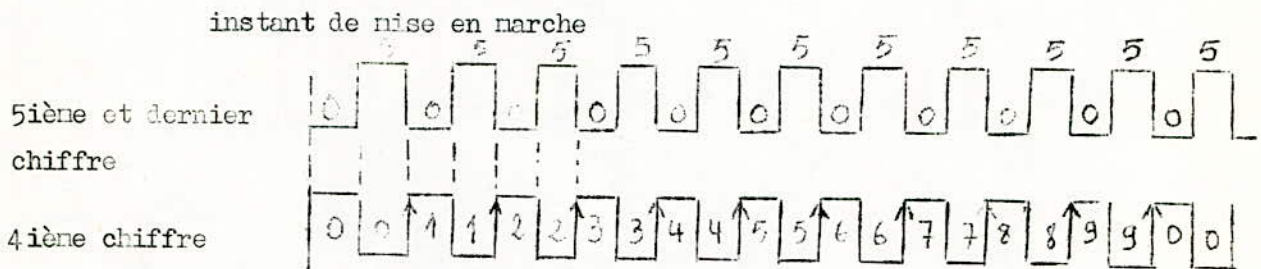 instant de mise en marche
5 5 5 5 5 5 5 5 5 5 5
5ième et dernier 0 0 0 0 0 0 0 0 0 0 0
chiffre
4ième chiffre 0 0 1 1 2 2 3 3 4 4 5 5 6 6 7 7 8 8 9 9 0 0